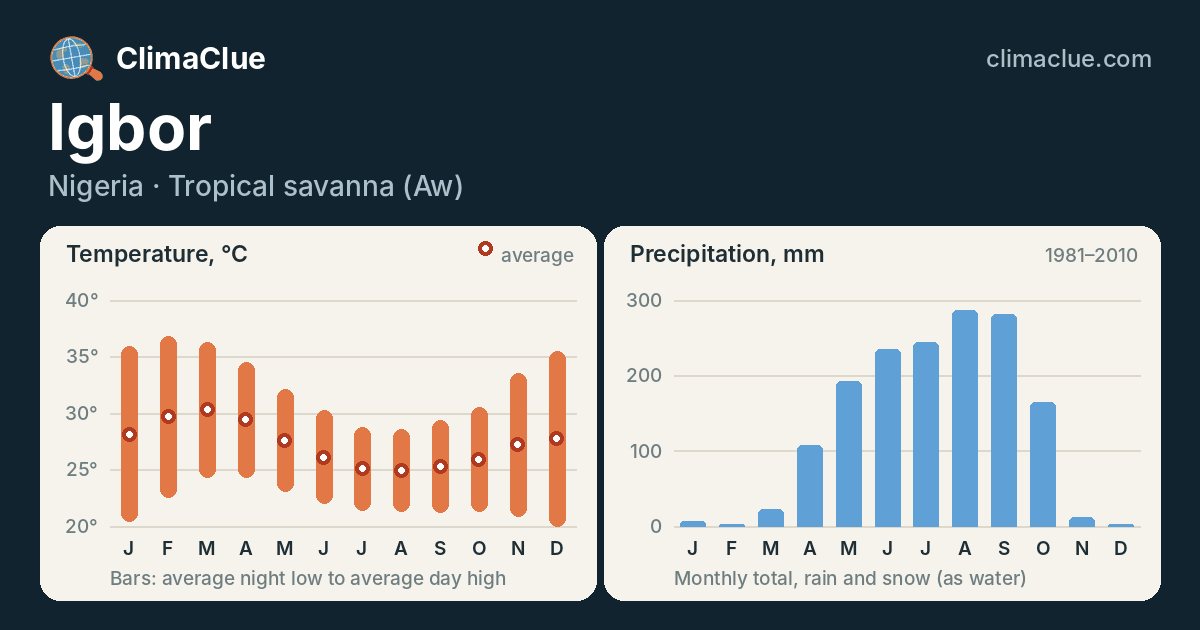 ClimaClue
climaclue.com
Igbor
Nigeria · Tropical savanna (Aw)
Temperature, °C
average
40°
35°
30°
25°
20°
J F M A M J J A S O N D
Bars: average night low to average day high
Precipitation, mm
1981–2010
300
200
100
0
J F M A M J J A S O N D
Monthly total, rain and snow (as water)